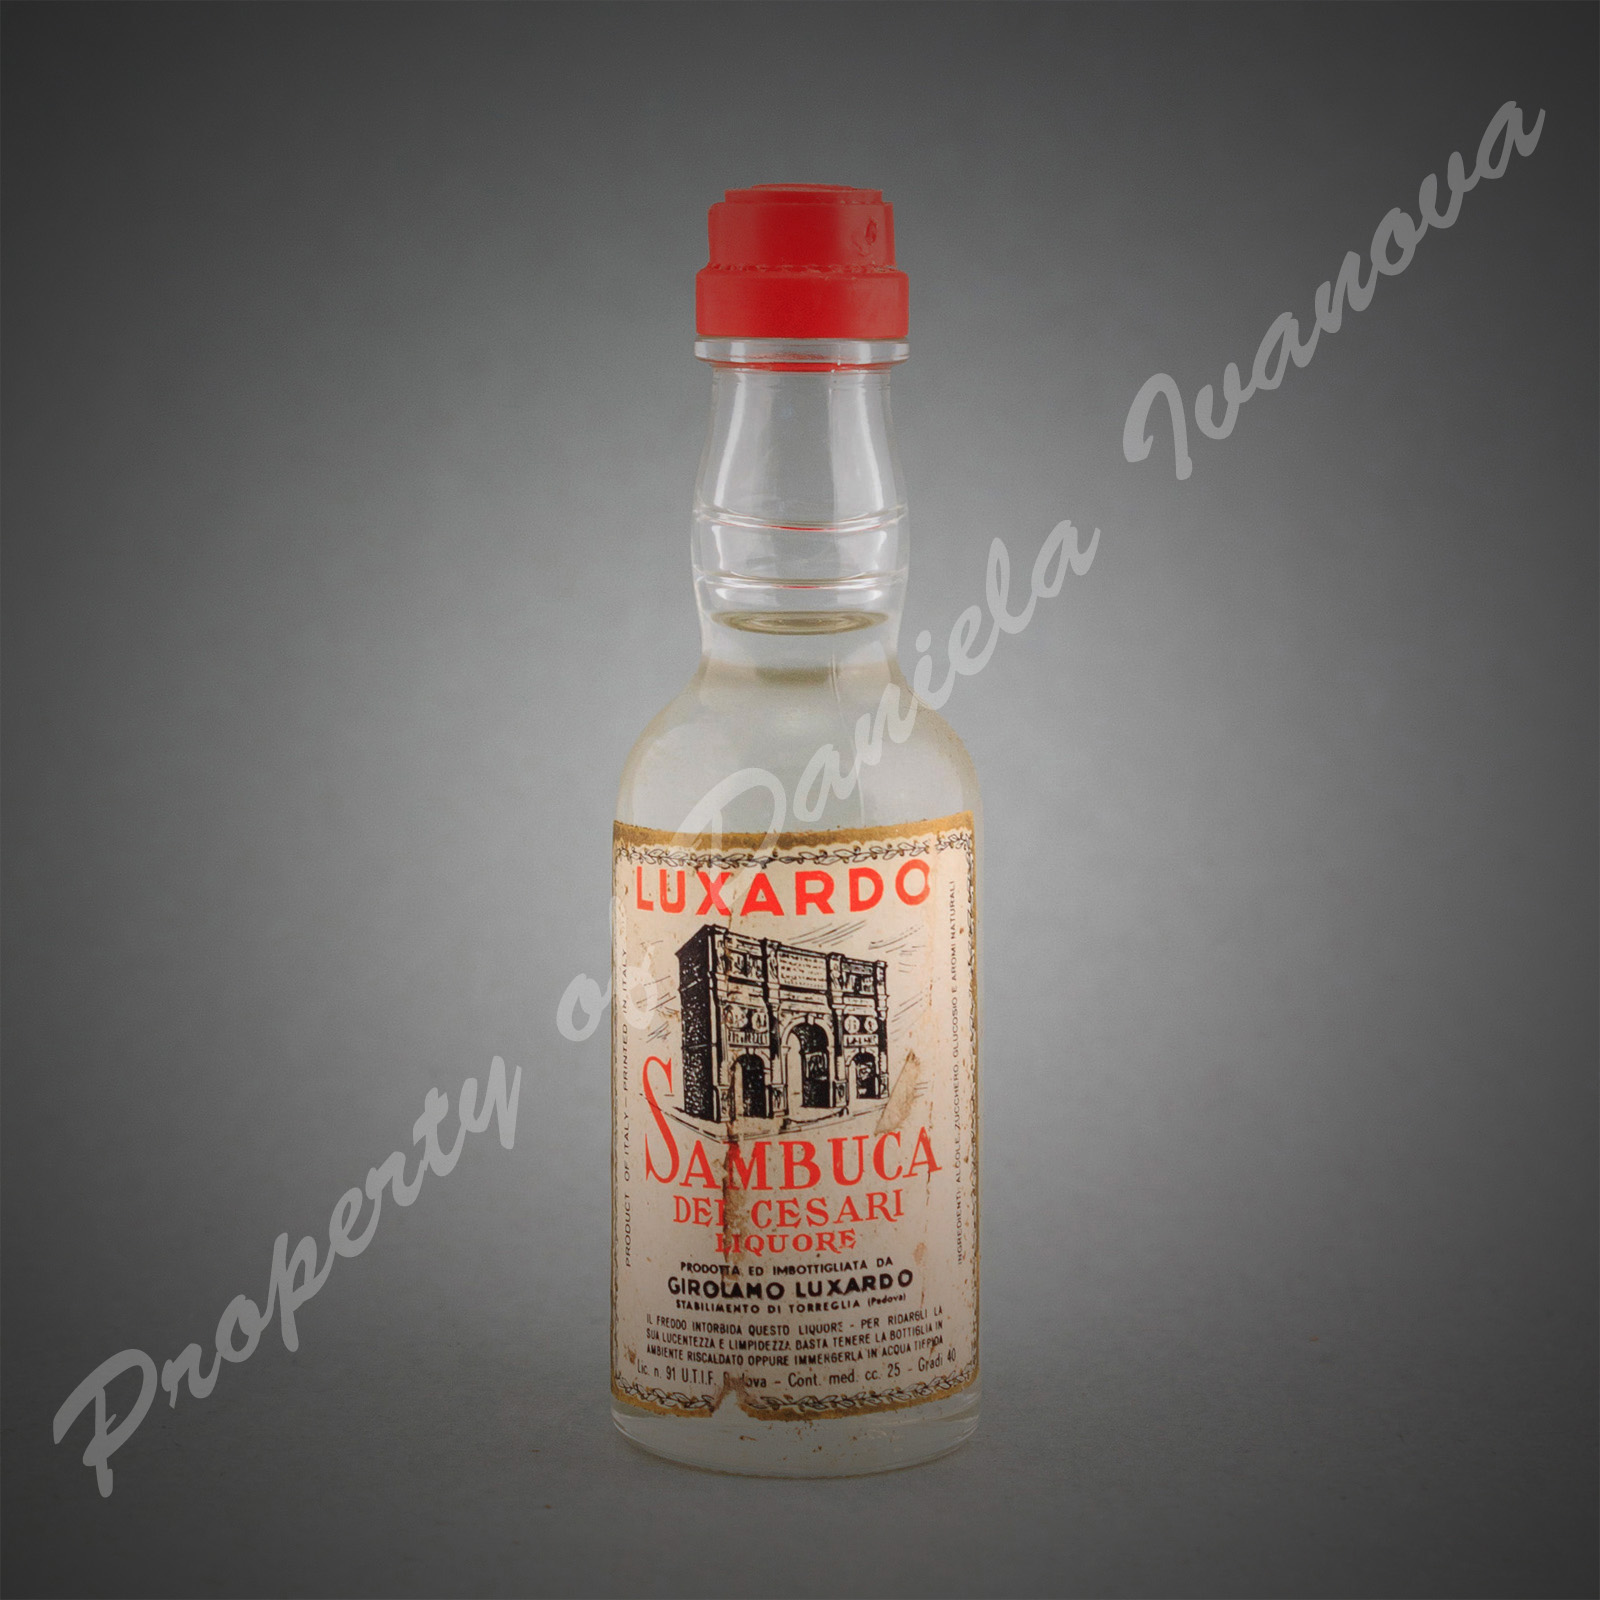 LUXARDO
SAMBUCA
DEI CESARI
LIQUORE
PRODOTTA ED IMBOTTIGLIATA DA
GIROLAMO LUXARDO
STABILIMENTO DI TORREGLIA (Padova)
IL FREDDO INTORBIDA QUESTO LIQUORE - PER RIDARGLI LA
SUA LUCENTEZZA E LIMPIDEZZA BASTA TENERE LA BOTTIGLIA IN
AMBIENTE RISCALDATO OPPURE IMMERGERLA IN ACQUA TIEPIDA
Lic. n. 91 U.T.I.F. Padova - Cont. med. cc. 25 - Gradi 40
PRODUCT OF ITALY - PRINTED IN ITALY
INGREDIENTI: ALCOLE, ZUCCHERO, GLUCOSIO E AROMI NATURALI
Property of Daniela Ivanova